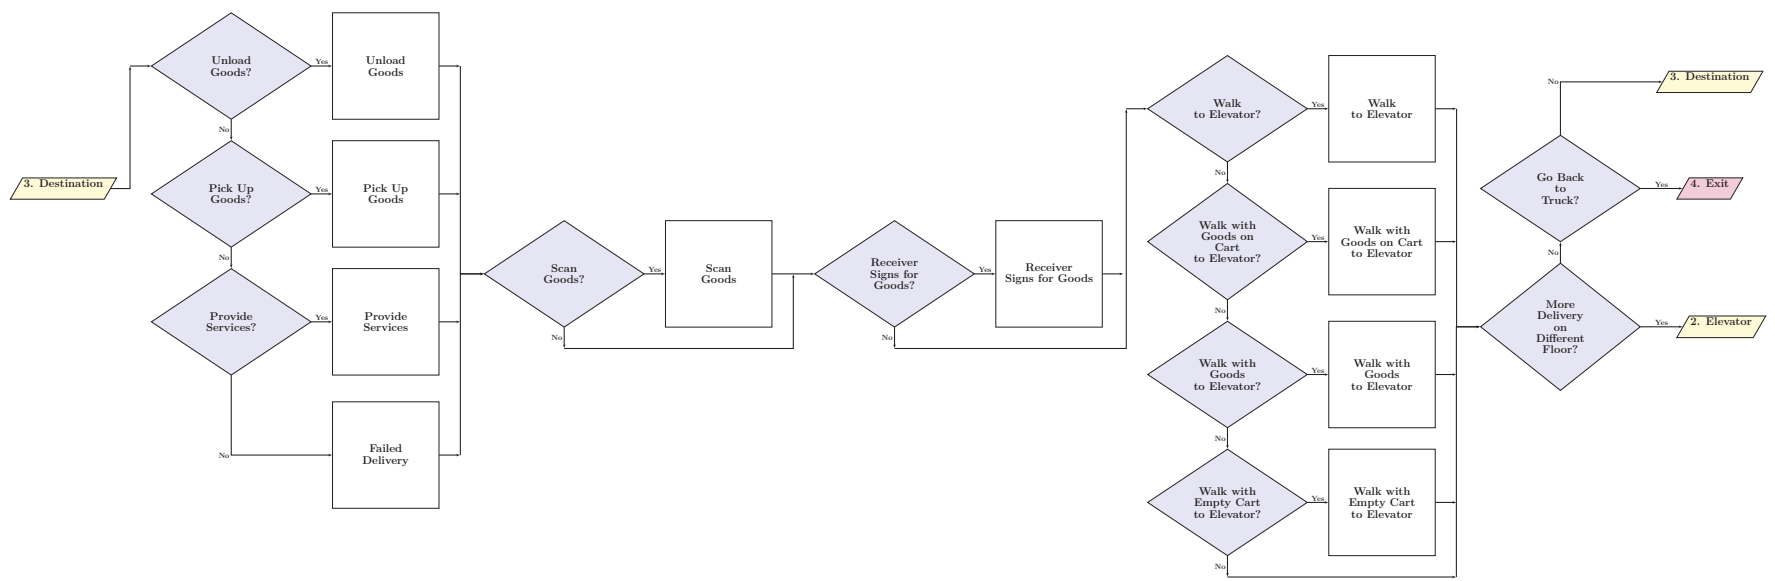 3. Destination
Unload
Goods?
Yes
Unload
Goods
No
Pick Up
Goods?
Yes
Pick Up
Goods
No
Provide
Services?
Yes
Provide
Services
No
Failed
Delivery
Scan
Goods?
Yes
Scan
Goods
No
Receiver
Signs for
Goods?
Yes
Receiver
Signs for Goods
No
Walk
to Elevator?
Yes
Walk
to Elevator
No
Walk with
Goods on
Cart
to Elevator?
Yes
Walk with
Goods on Cart
to Elevator
No
Walk with
Goods
to Elevator?
Yes
Walk with
Goods
to Elevator
No
Walk with
Empty Cart
to Elevator?
Yes
Walk with
Empty Cart
to Elevator
No
More
Delivery
on
Different
Floor?
Yes
2. Elevator
No
Go Back
to
Truck?
Yes
4. Exit
No
3. Destination